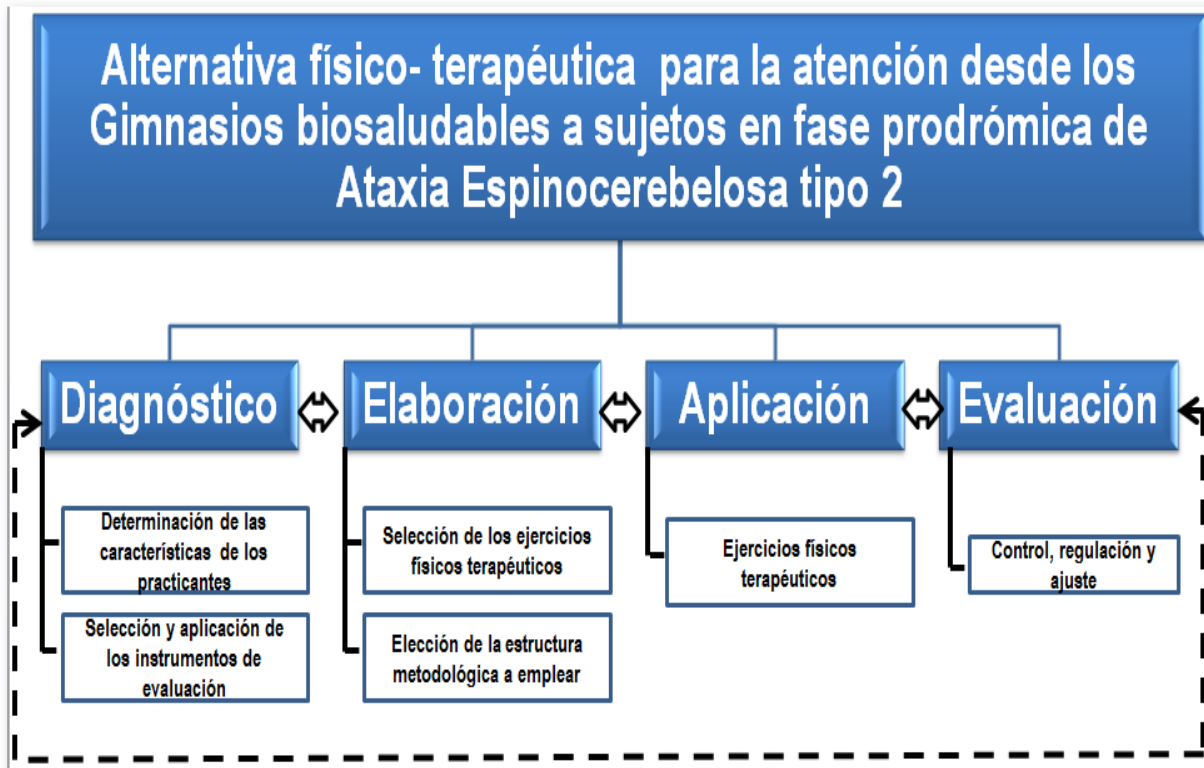 Alternativa físico- terapéutica para la atención desde los
Gimnasios biosaludables a sujetos en fase prodrómica de
Ataxia Espinocerebelosa tipo 2
Diagnóstico
Elaboración
Aplicación
Evaluación
Determinación de las
características de los
practicantes
Selección y aplicación de
los instrumentos de
evaluación
Selección de los ejercicios
físicos terapéuticos
Elección de la estructura
metodológica a emplear
Ejercicios físicos
terapéuticos
Control, regulación y
ajuste